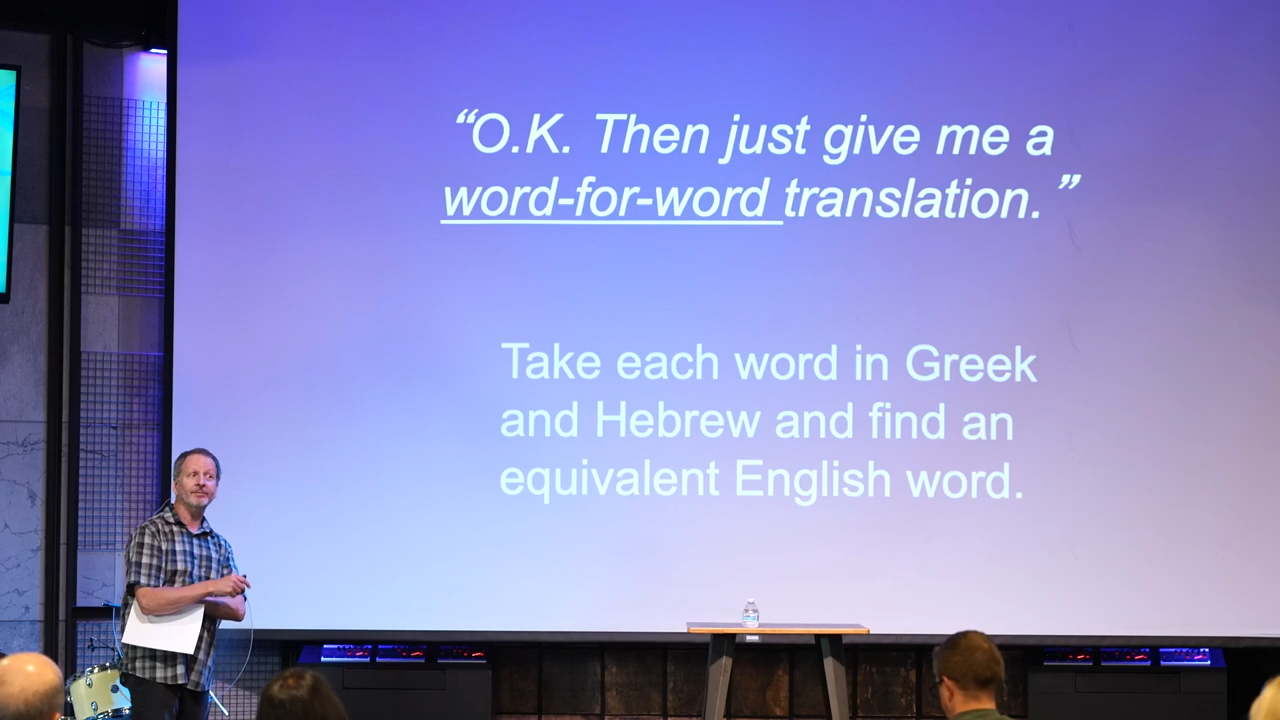 “O.K. Then just give me a
word-for-word translation.”
Take each word in Greek
and Hebrew and find an
equivalent English word.